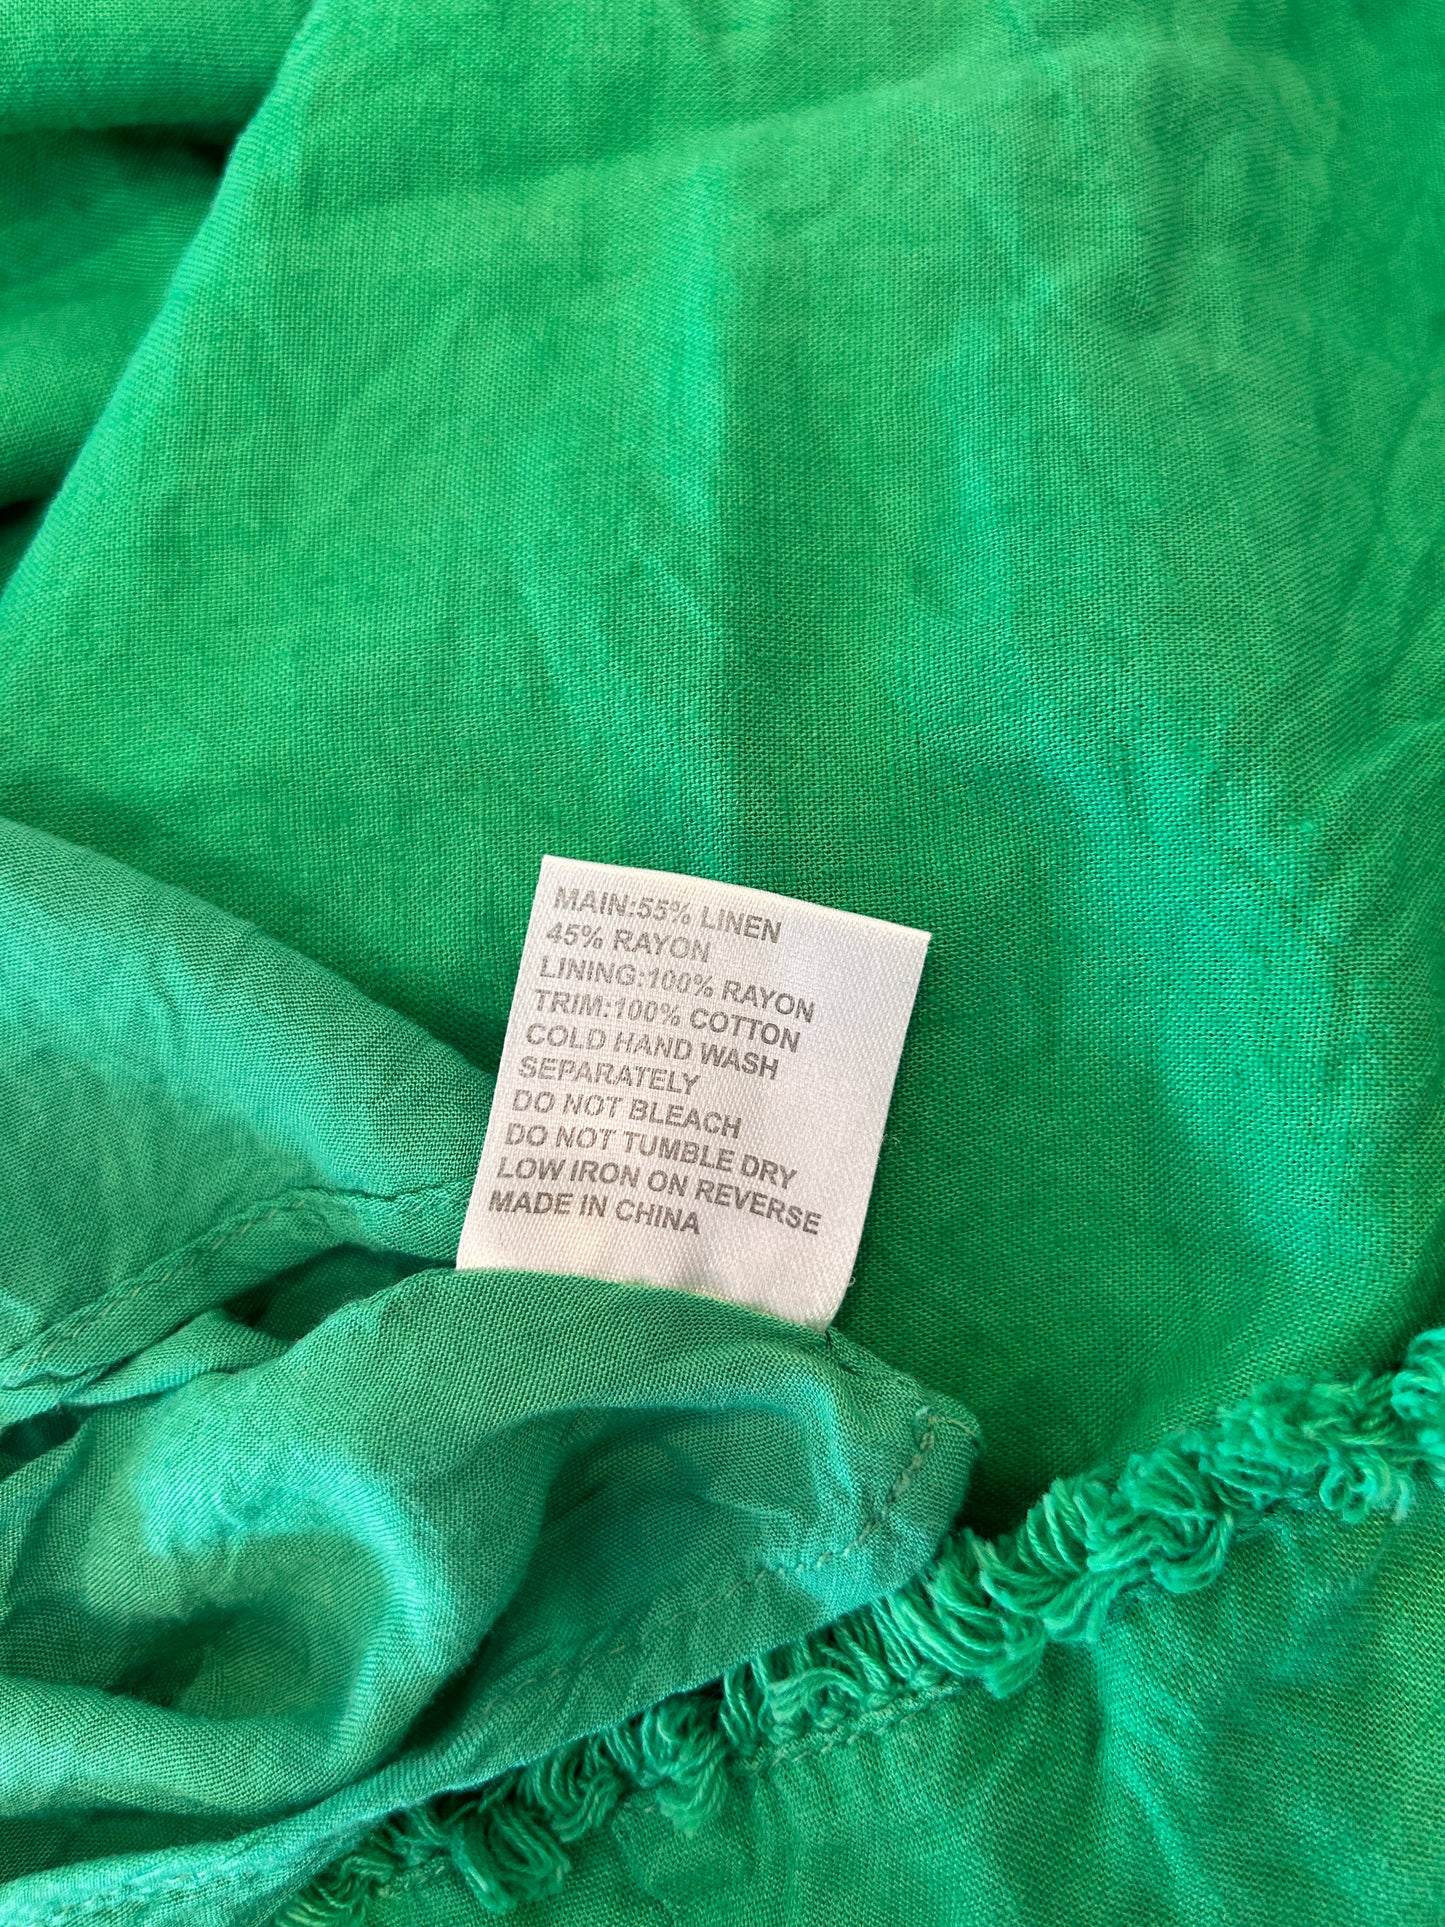 MAIN:55% LINEN
45% RAYON
LINING:100% RAYON
TRIM:100% COTTON
COLD HAND WASH
SEPARATELY
DO NOT BLEACH
DO NOT TUMBLE DRY
LOW IRON ON REVERSE
MADE IN CHINA